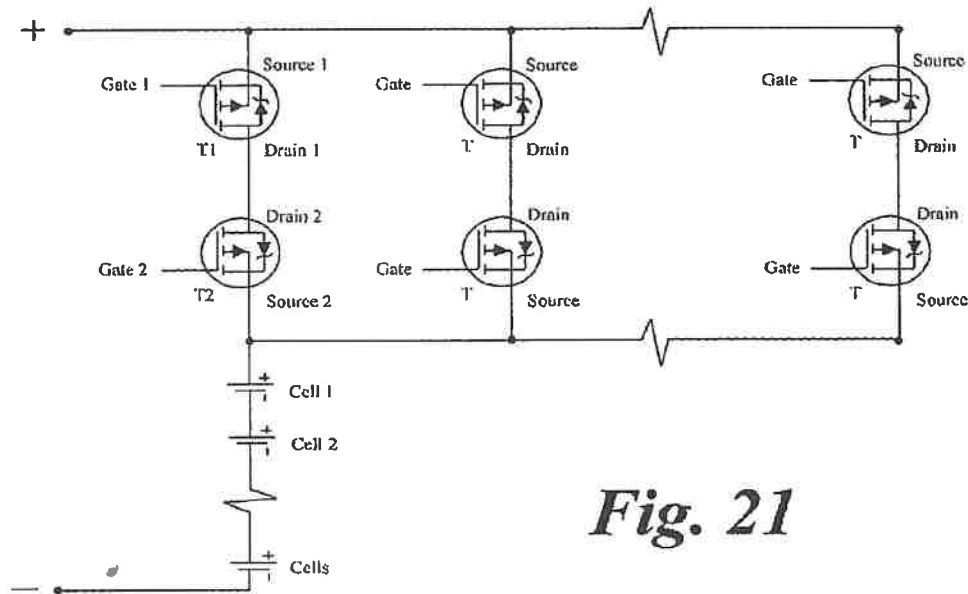 +
Source 1
Source
Source
Gate 1
Gate
Gate
T1
Drain 1
T
Drain
T
Drain
Drain 2
Drain
Drain
Gate 2
Gate
Gate
T2
Source 2
T
Source
T
Source
+
Cell 1
-
+
Cell 2
-
+
Cells
-
−
Fig. 21